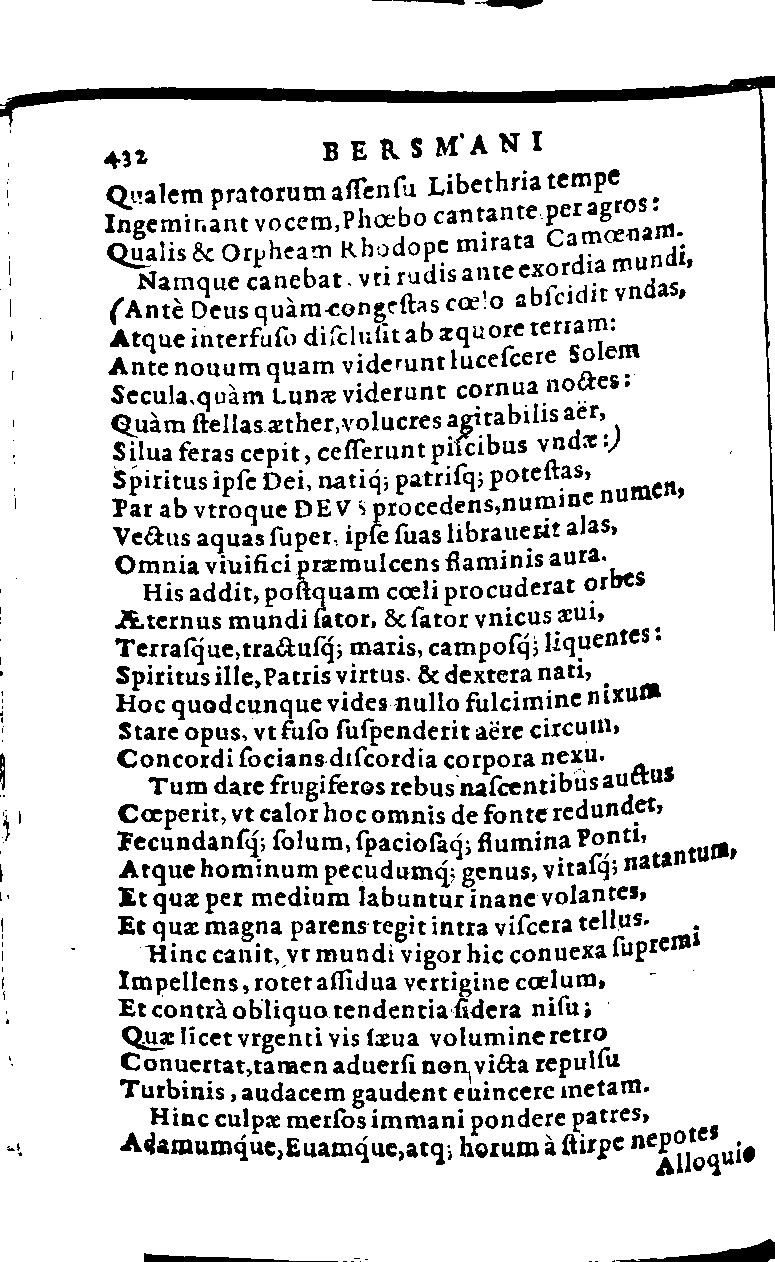 432 BERSMANI
Qualem pratorum aſſenſu Libethria tempe
Ingeminant vocem, Phœbo cantante per agros:
Qualis & Orpheam Rhodope mirata Camœnam.
Namque canebat, vti rudis ante exordia mundi,
(Antè Deus quàm congeſtas cœlo abſcidit vndas,
Atque interfuſo diſcluſit ab æquore terram:
Ante nouum quam viderunt luceſcere Solem
Secula, quàm Lunæ viderunt cornua noctes:
Quàm ſtellas æther, volucres agitabilis aër,
Silua feras cepit, ceſſerunt piſcibus vndæ:)
Spiritus ipſe Dei, natiq́; patriſq́; poteſtas,
Par ab vtroque DEVS procedens, numine numen,
Vectus aquas ſuper, ipſe ſuas librauerit alas,
Omnia viuifici præmulcens flaminis aura.
His addit, poſtquam cœli procuderat orbes
Æternus mundi ſator, & ſator vnicus æui,
Terraſq́ue, tractuſq́; maris, campoſq́; liquentes:
Spiritus ille, Patris virtus, & dextera nati,
Hoc quodcunque vides nullo fulcimine nixum
Stare opus, vt fuſo ſuſpenderit aëre circum,
Concordi ſocians diſcordia corpora nexu.
Tum dare frugiferos rebus naſcentibus auctus
Cœperit, vt calor hoc omnis de fonte redundet,
Fecundanſq́; ſolum, ſpacioſaq́; flumina Ponti,
Atque hominum pecudumq́; genus, vitaſq́; natantum,
Et quæ per medium labuntur inane volantes,
Et quæ magna parens tegit intra viſcera tellus.
Hinc canit, vt mundi vigor hic conuexa ſupremi
Impellens, rotet aſſidua vertigine cœlum,
Et contrà obliquo tendentia ſidera niſu;
Quæ licet vrgenti vis ſæua volumine retro
Conuertat, tamen aduerſi non victa repulſu
Turbinis, audacem gaudent euincere metam.
Hinc culpæ merſos immani pondere patres,
Adamumq́ue, Euamq́ue, atq; horum à ſtirpe nepotes
Alloquio